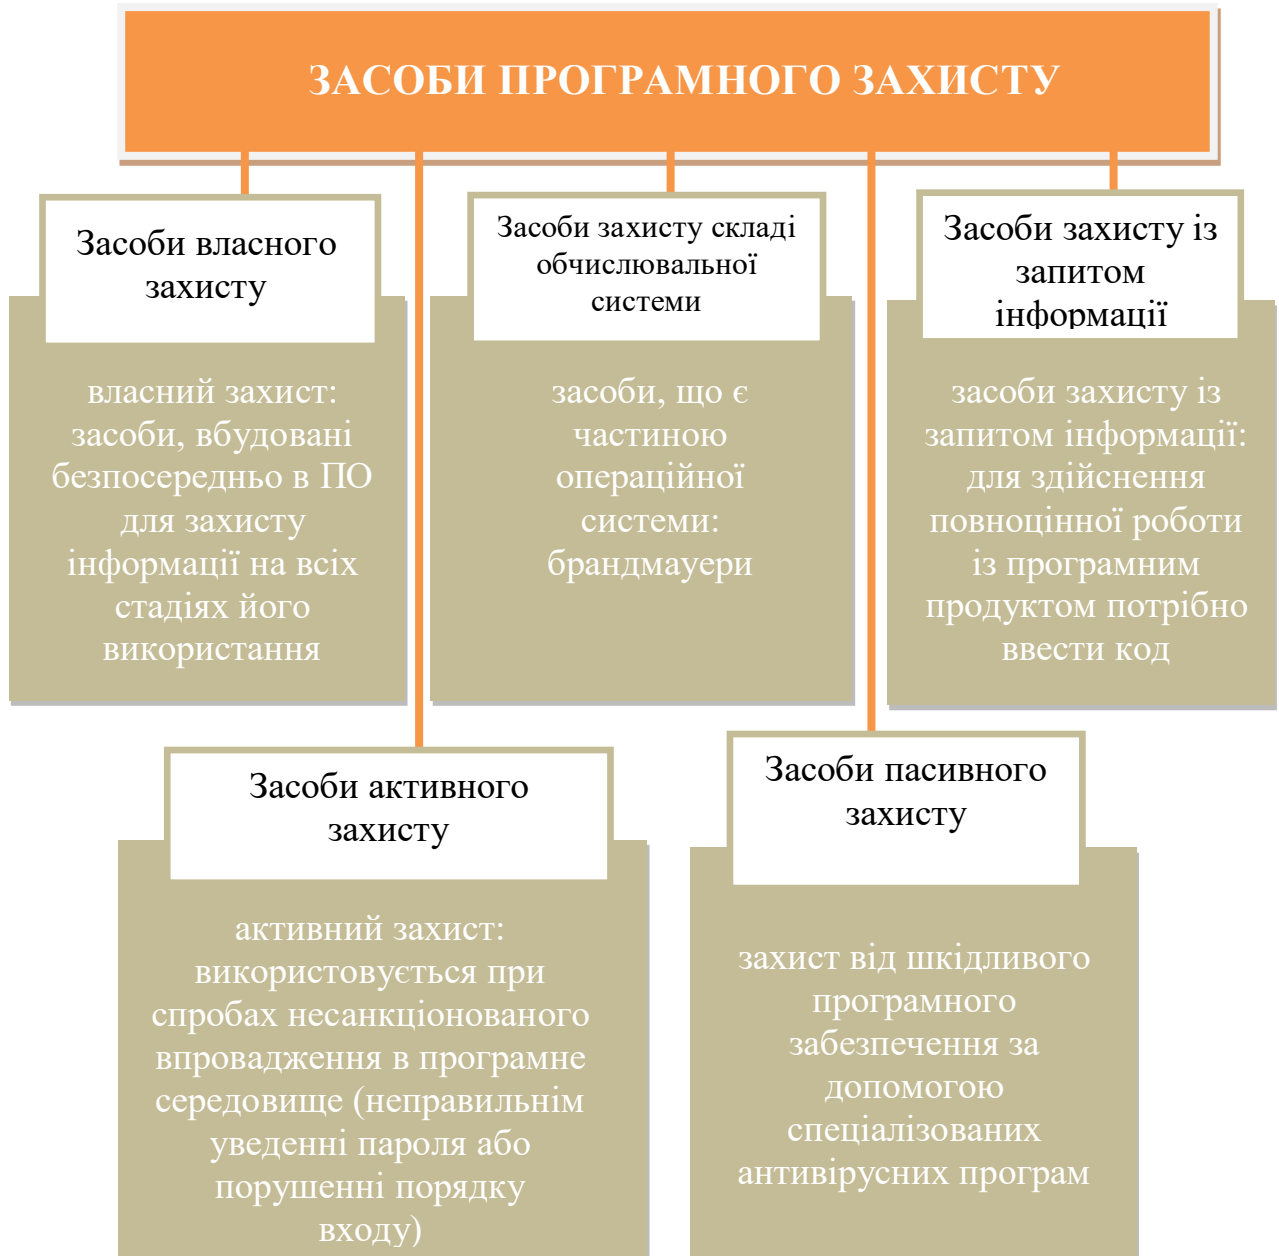 ЗАСОБИ ПРОГРАМНОГО ЗАХИСТУ
Засоби власного
захисту
власний захист:
засоби, вбудовані
безпосередньо в ПО
для захисту
інформації на всіх
стадіях його
використання
Засоби захисту складі
обчислювальної
системи
засоби, що є
частиною
операційної
системи:
брандмауери
Засоби захисту із
запитом
інформації
засоби захисту із
запитом інформації:
для здійснення
повноцінної роботи
із програмним
продуктом потрібно
ввести код
Засоби активного
захисту
активний захист:
використовується при
спробах несанкціонованого
впровадження в програмне
середовище (неправильнім
уведенні пароля або
порушенні порядку
входу)
Засоби пасивного
захисту
захист від шкідливого
програмного
забезпечення за
допомогою
спеціалізованих
антивірусних програм